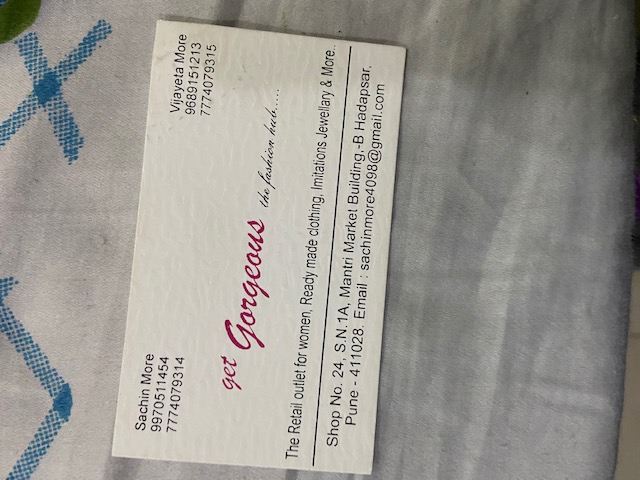 Sachin More
9970511454
7774079314
Vijayeta More
9689151213
7774079315
get Gorgeous the fashion hub.....
The Retail outlet for women, Ready made clothing, Imitations Jewellary & More..
Shop No. 24, S.N.1A, Mantri Market Building,-B Hadapsar,
Pune - 411028. Email : sachinmore4098@gmail.com